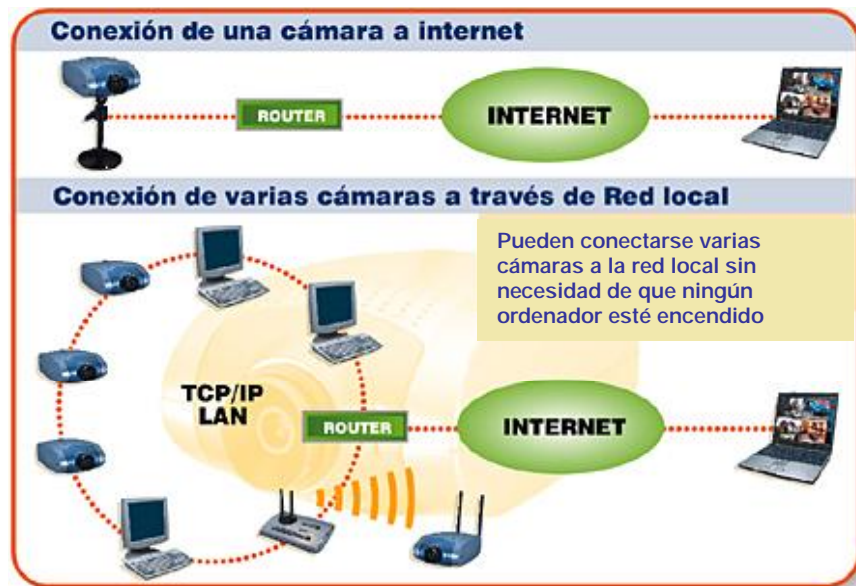 Conexión de una cámara a internet
ROUTER
INTERNET
Conexión de varias cámaras a través de Red local
Pueden conectarse varias
cámaras a la red local sin
necesidad de que ningún
ordenador esté encendido
TCP/IP
LAN
ROUTER
INTERNET